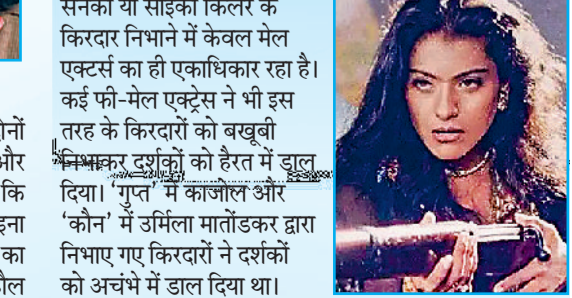 सनकी या साइको किलर के
किरदार निभाने में केवल मेल
एक्टर्स का ही एकाधिकार रहा है।
कई फी-मेल एक्ट्रेस ने भी इस
तरह के किरदारों को बखूबी
निभाकर दर्शकों को हैरत में डाल
दिया। ‘गुप्त’ में काजोल और
‘कौन’ में उर्मिला मातोंडकर द्वारा
निभाए गए किरदारों ने दर्शकों
को अचंभे में डाल दिया था।
और
कि
का